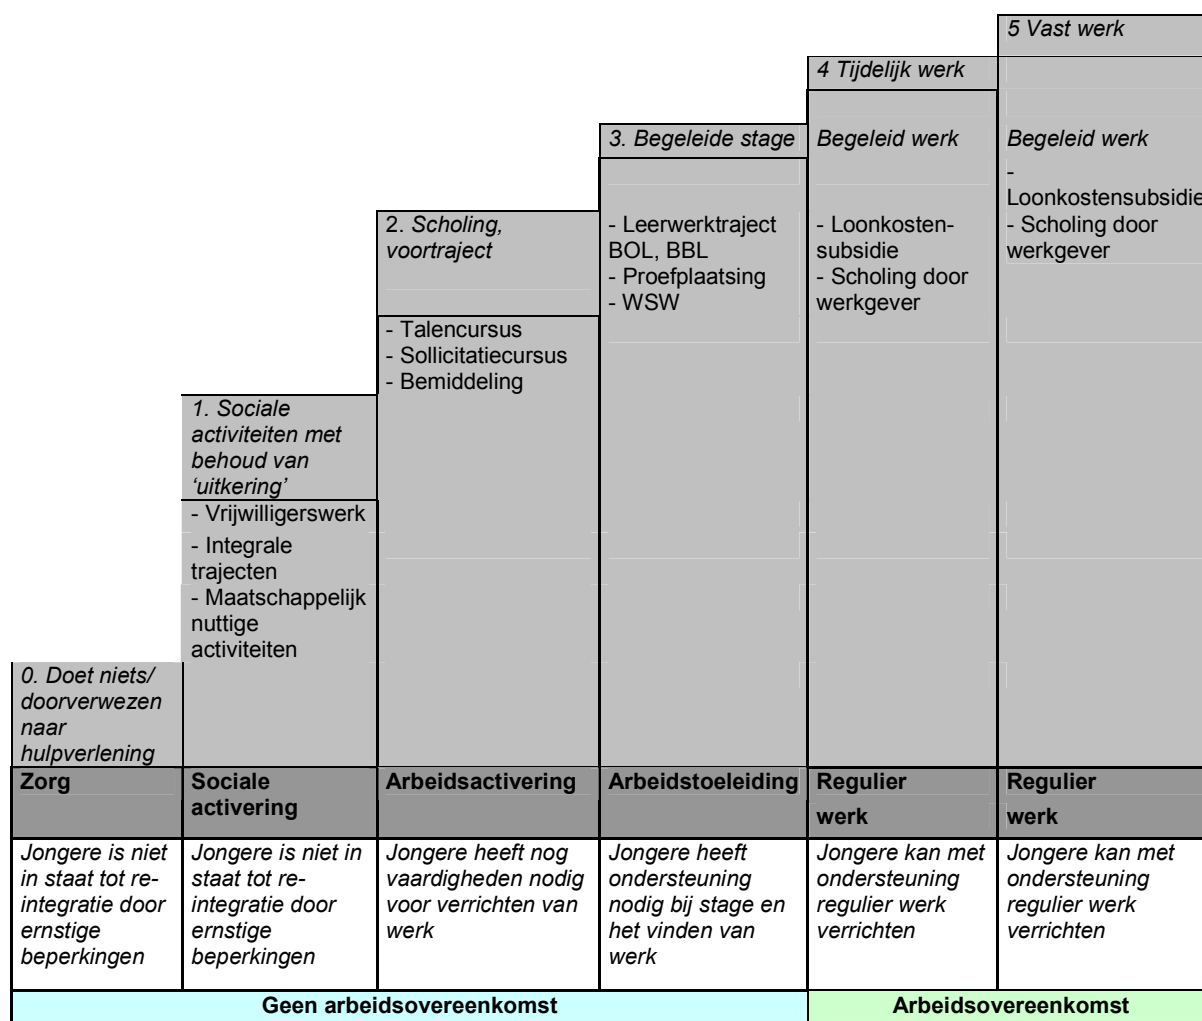 5 Vast werk
4 Tijdelijk werk
3. Begeleide stage
Begeleid werk
Begeleid werk
-
Loonkostensubsidie
- Scholing door
werkgever
2. Scholing,
voortraject
- Leerwerktraject
BOL, BBL
- Proefplaatsing
- WSW
- Loonkosten-
subsidie
- Scholing door
werkgever
- Talencursus
- Sollicitatiecursus
- Bemiddeling
1. Sociale
activiteiten met
behoud van
‘uitkering’
- Vrijwilligerswerk
- Integrale
trajecten
- Maatschappelijk
nuttige
activiteiten
0. Doet niets/
doorverwezen
naar
hulpverlening
Zorg
Sociale
activering
Arbeidsactivering
Arbeidstoeleiding
Regulier
werk
Regulier
werk
Jongere is niet
in staat tot re-
integratie door
ernstige
beperkingen
Jongere is niet in
staat tot re-
integratie door
ernstige
beperkingen
Jongere heeft nog
vaardigheden nodig
voor verrichten van
werk
Jongere heeft
ondersteuning
nodig bij stage en
het vinden van
werk
Jongere kan met
ondersteuning
regulier werk
verrichten
Jongere kan met
ondersteuning
regulier werk
verrichten
Geen arbeidsovereenkomst
Arbeidsovereenkomst